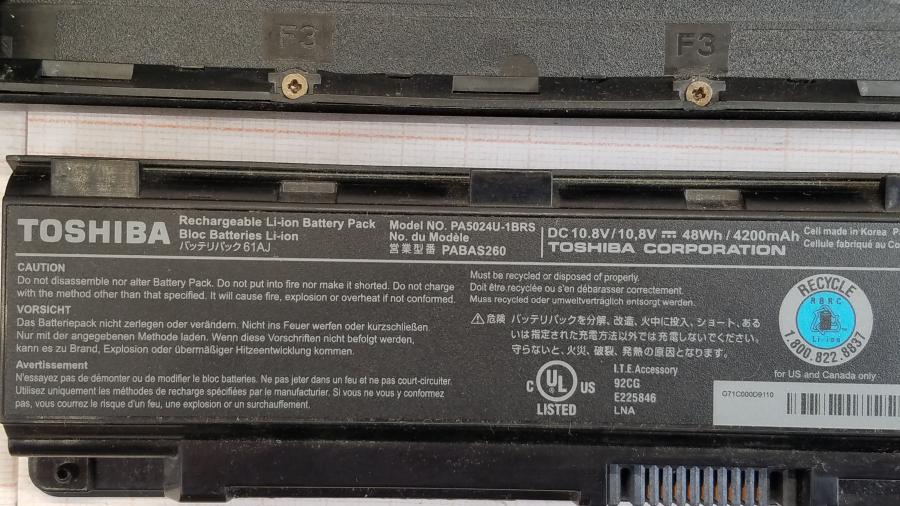 F3
F3
TOSHIBA
Rechargeable Li-ion Battery Pack
Bloc Batteries Li-ion
バッテリパック 61AJ
Model NO. PA5024U-1BRS
No. du Modèle
営業型番 PABAS260
DC 10.8V/10,8V ⎓ 48Wh / 4200mAh
TOSHIBA CORPORATION
Cell made in Korea
Cellule fabriqué au
CAUTION
Do not disassemble nor alter Battery Pack. Do not put into fire nor make it shorted. Do not charge
with the method other than that specified. It will cause fire, explosion or overheat if not conformed.
VORSICHT
Das Batteriepack nicht zerlegen oder verändern. Nicht ins Feuer werfen oder kurzschließen.
Nur mit der angegebenen Methode laden. Wenn diese Vorschriften nicht befolgt werden,
kann es zu Brand, Explosion oder übermäßiger Hitzeentwicklung kommen.
Avertissement
N'essayez pas de démonter ou de modifier le bloc batteries. Ne pas jeter dans un feu et ne pas court-circuiter.
Utilisez uniquement les méthodes de recharge spécifiées par le manufacturier. Si vous ne vous y conformez
pas, vous courrez le risque d'un feu, une explosion ou un surchauffement.
Must be recycled or disposed of properly.
Doit être recyclée ou s'en débarasser correctement.
Muss recycled oder umweltverträglich entsorgt werden.
⚠危険 バッテリパックを分解、改造、火中に投入、ショート、ある
いは指定された充電方法以外では充電しないでください。
守らないと、火災、破裂、発熱の原因となります。
C UL US
LISTED
I.T.E. Accessory
92CG
E225846
LNA
RECYCLE
RBRC
Li-ion
1.800.822.8837
for US and Canada only
G71C000D9110